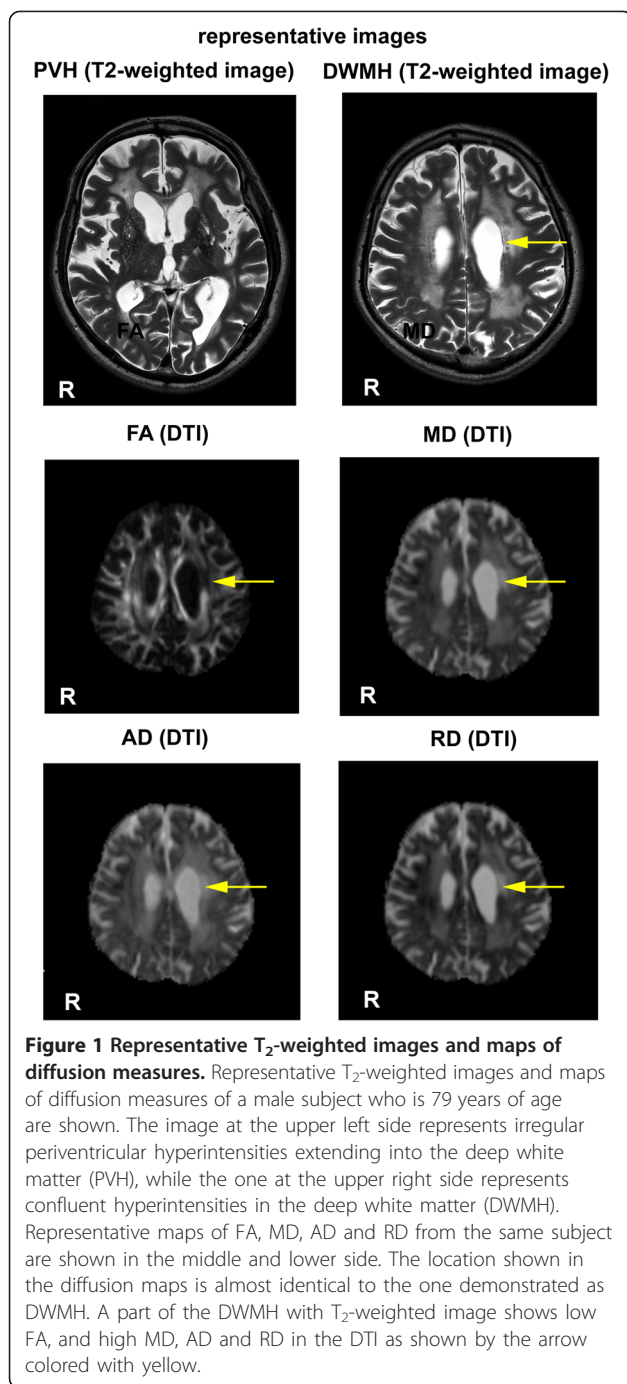 representative images
PVH (T2-weighted image) DWMH (T2-weighted image)
FA MD
R R
FA (DTI) MD (DTI)
R R
AD (DTI) RD (DTI)
R R
Figure 1 Representative T₂-weighted images and maps of
diffusion measures. Representative T₂-weighted images and maps
of diffusion measures of a male subject who is 79 years of age
are shown. The image at the upper left side represents irregular
periventricular hyperintensities extending into the deep white
matter (PVH), while the one at the upper right side represents
confluent hyperintensities in the deep white matter (DWMH).
Representative maps of FA, MD, AD and RD from the same subject
are shown in the middle and lower side. The location shown in
the diffusion maps is almost identical to the one demonstrated as
DWMH. A part of the DWMH with T₂-weighted image shows low
FA, and high MD, AD and RD in the DTI as shown by the arrow
colored with yellow.